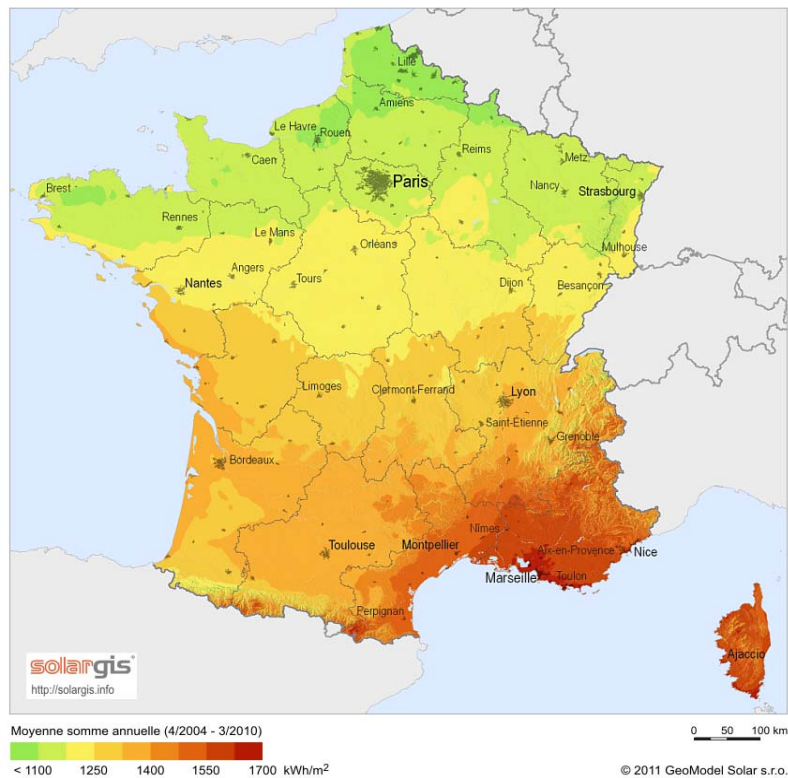 Lille
Amiens
Le Havre
Rouen
Caen
Reims
Metz
Paris
Nancy
Strasbourg
Brest
Rennes
Le Mans
Orléans
Mulhouse
Angers
Nantes
Tours
Dijon
Besançon
Limoges
Clermont-Ferrand
Lyon
Saint-Étienne
Grenoble
Bordeaux
Nîmes
Toulouse
Montpellier
Aix-en-Provence
Nice
Marseille
Toulon
Perpignan
Ajaccio
solargis
http://solargis.info
Moyenne somme annuelle (4/2004 - 3/2010)
0 50 100 km
< 1100 1250 1400 1550 1700 kWh/m²
© 2011 GeoModel Solar s.r.o.